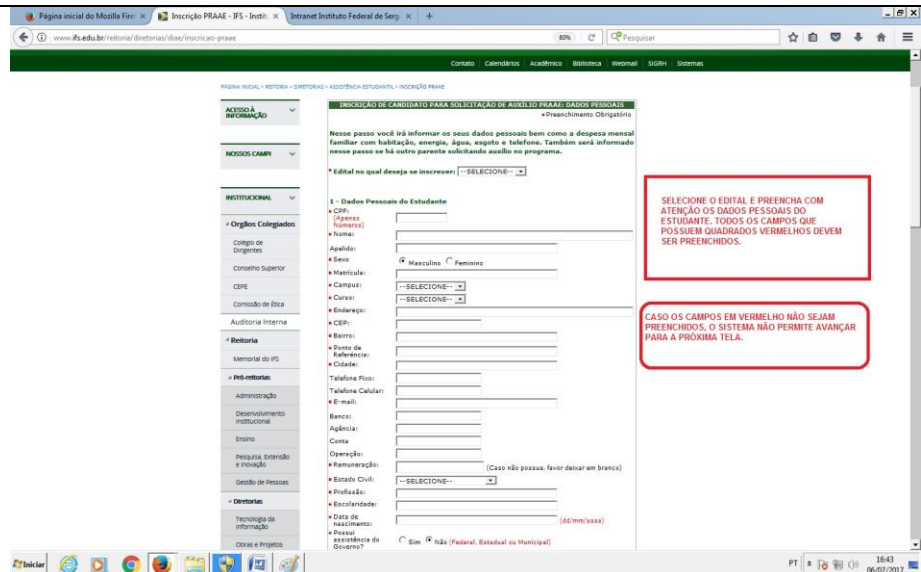 Página inicial do Mozilla Fire
Inscrição PRAAE - IFS - Instit
Intranet Instituto Federal de Serg
www.ifs.edu.br/reitoria/diretorias/diae/inscricao-praae
80%
Pesquisar
Contato
Calendários
Acadêmico
Biblioteca
Webmail
SIGRH
Sistemas
PÁGINA INICIAL > REITORIA > DIRETORIAS > ASSISTÊNCIA ESTUDANTIL > INSCRIÇÃO PRAAE
ACESSO À
INFORMAÇÃO
NOSSOS CAMPI
INSTITUCIONAL
Orgãos Colegiados
Colégio de
Dirigentes
Conselho Superior
CEPE
Comissão de Ética
Auditoria Interna
Reitoria
Memorial do IFS
Pró-reitorias
Administração
Desenvolvimento
Institucional
Ensino
Pesquisa, Extensão
e Inovação
Gestão de Pessoas
Diretorias
Tecnologia da
Informação
Obras e Projetos
INSCRIÇÃO DE CANDIDATO PARA SOLICITAÇÃO DE AUXÍLIO PRAAE: DADOS PESSOAIS
Preenchimento Obrigatório
Nesse passo você irá informar os seus dados pessoais bem como a despesa mensal
familiar com habitação, energia, água, esgoto e telefone. Também será informado
nesse passo se há outro parente solicitando auxílio no programa.
* Edital no qual deseja se inscrever: --SELECIONE--
1 - Dados Pessoais do Estudante
CPF:
(Apenas
Números)
Nome:
Apelido:
Sexo Masculino Feminino
Matrícula:
Campus: --SELECIONE--
Curso: --SELECIONE--
Endereço:
CEP:
Bairro:
Ponto de
Referência:
Cidade:
Telefone Fixo:
Telefone Celular:
E-mail:
Banco:
Agência:
Conta
Operação:
Remuneração: (Caso não possua, favor deixar em branco)
Estado Civil: --SELECIONE--
Profissão:
Escolaridade:
Data de
nascimento: (dd/mm/aaaa)
Possui
assistência do
Governo? Sim Não (Federal, Estadual ou Municipal)
SELECIONE O EDITAL E PREENCHA COM
ATENÇÃO OS DADOS PESSOAIS DO
ESTUDANTE. TODOS OS CAMPOS QUE
POSSUEM QUADRADOS VERMELHOS DEVEM
SER PREENCHIDOS.
CASO OS CAMPOS EM VERMELHO NÃO SEJAM
PREENCHIDOS, O SISTEMA NÃO PERMITE AVANÇAR
PARA A PRÓXIMA TELA.
Iniciar
PT
16:43
06/02/2017